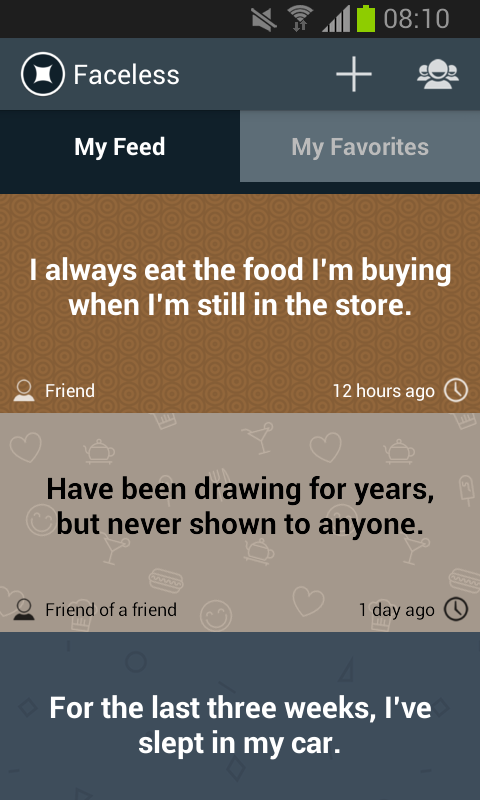 08:10
Faceless
My Feed
My Favorites
I always eat the food I'm buying
when I'm still in the store.
Friend
12 hours ago
Have been drawing for years,
but never shown to anyone.
Friend of a friend
1 day ago
For the last three weeks, I've
slept in my car.